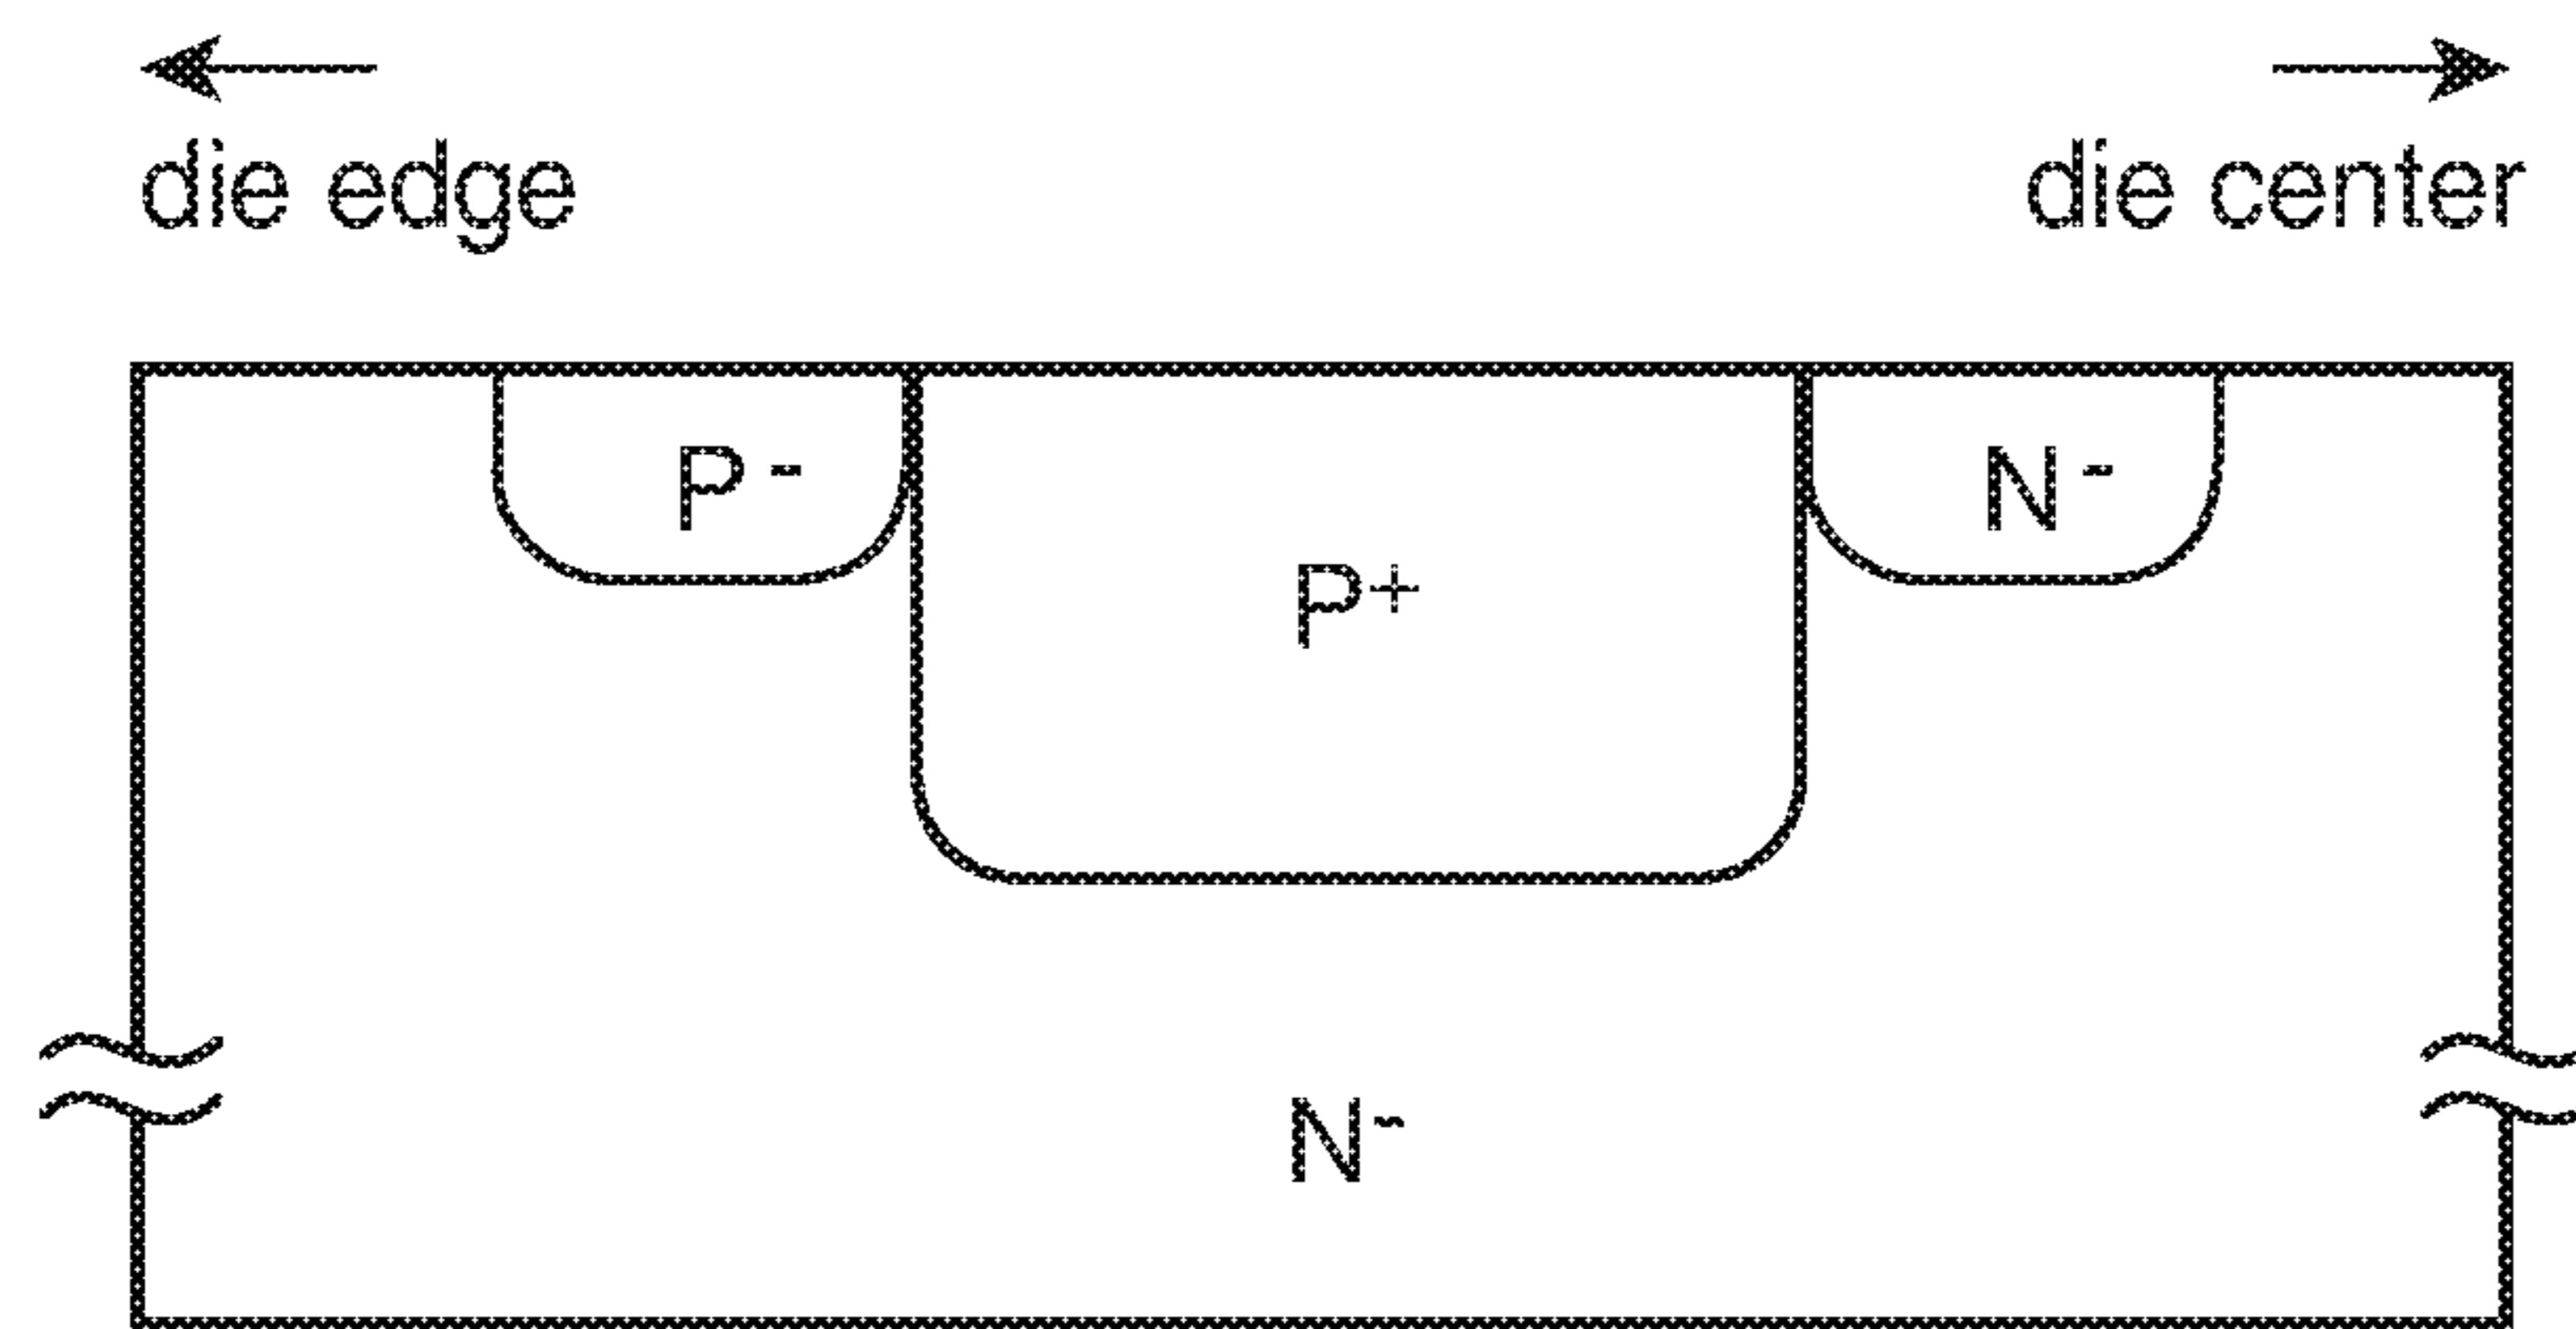 die edge
die center
P-
N-
P+
N-